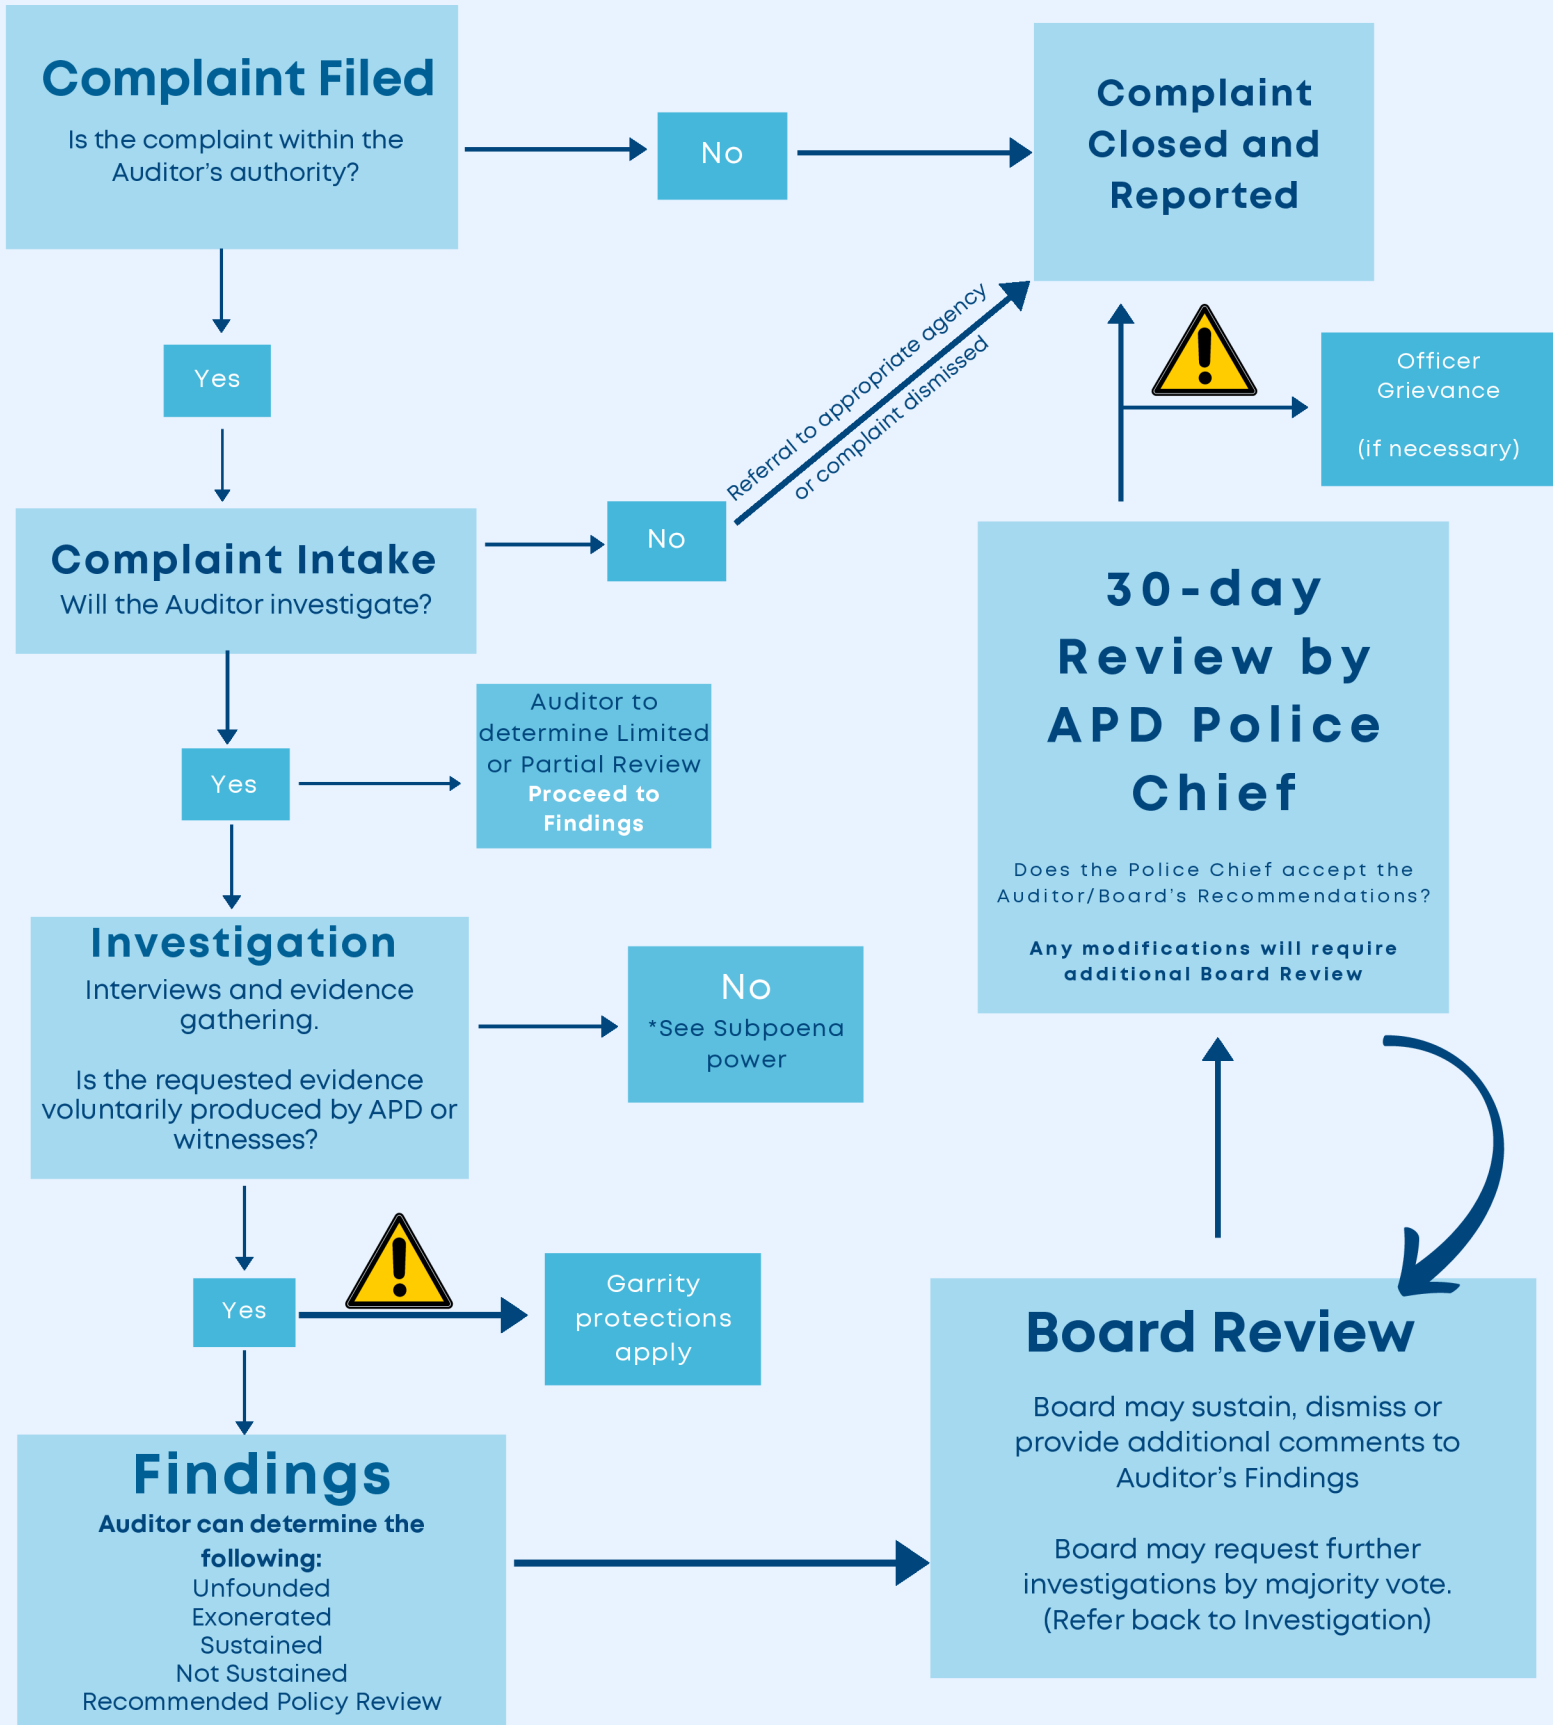 Complaint Filed
Is the complaint within the
Auditor's authority?
No
Complaint
Closed and
Reported
Yes
Referral to appropriate agency
or complaint dismissed
Officer
Grievance
(if necessary)
Complaint Intake
Will the Auditor investigate?
No
30-day
Review by
APD Police
Chief
Does the Police Chief accept the
Auditor/Board's Recommendations?
Any modifications will require
additional Board Review
Yes
Auditor to
determine Limited
or Partial Review
Proceed to
Findings
Investigation
Interviews and evidence
gathering.
Is the requested evidence
voluntarily produced by APD or
witnesses?
No
*See Subpoena
power
Yes
Garrity
protections
apply
Findings
Auditor can determine the
following:
Unfounded
Exonerated
Sustained
Not Sustained
Recommended Policy Review
Board Review
Board may sustain, dismiss or
provide additional comments to
Auditor's Findings
Board may request further
investigations by majority vote.
(Refer back to Investigation)